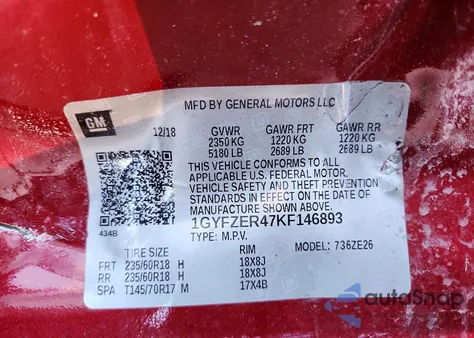 MFD BY GENERAL MOTORS LLC
GM
12/18 GVWR GAWR FRT GAWR RR
2350 KG 1220 KG 1220 KG
5180 LB 2689 LB 2689 LB
THIS VEHICLE CONFORMS TO ALL
APPLICABLE U.S. FEDERAL MOTOR
VEHICLE SAFETY AND THEFT PREVENTION
STANDARDS IN EFFECT ON THE DATE OF
MANUFACTURE SHOWN ABOVE.
1GYFZER47KF146893
434B
TYPE: M.P.V. MODEL: 736ZE26
TIRE SIZE RIM
FRT 235/60R18 H 18X8J
RR 235/60R18 H 18X8J
SPA T145/70R17 M 17X4B
autoSnap